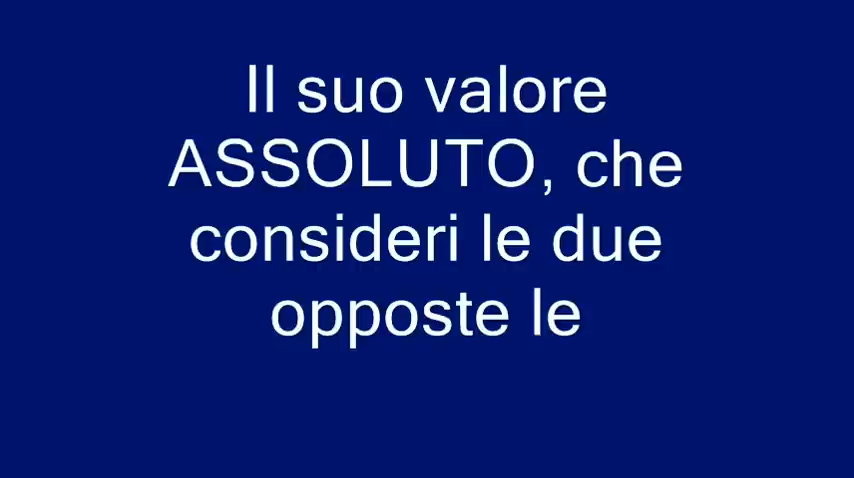 Il suo valore
ASSOLUTO, che
consideri le due
opposte le